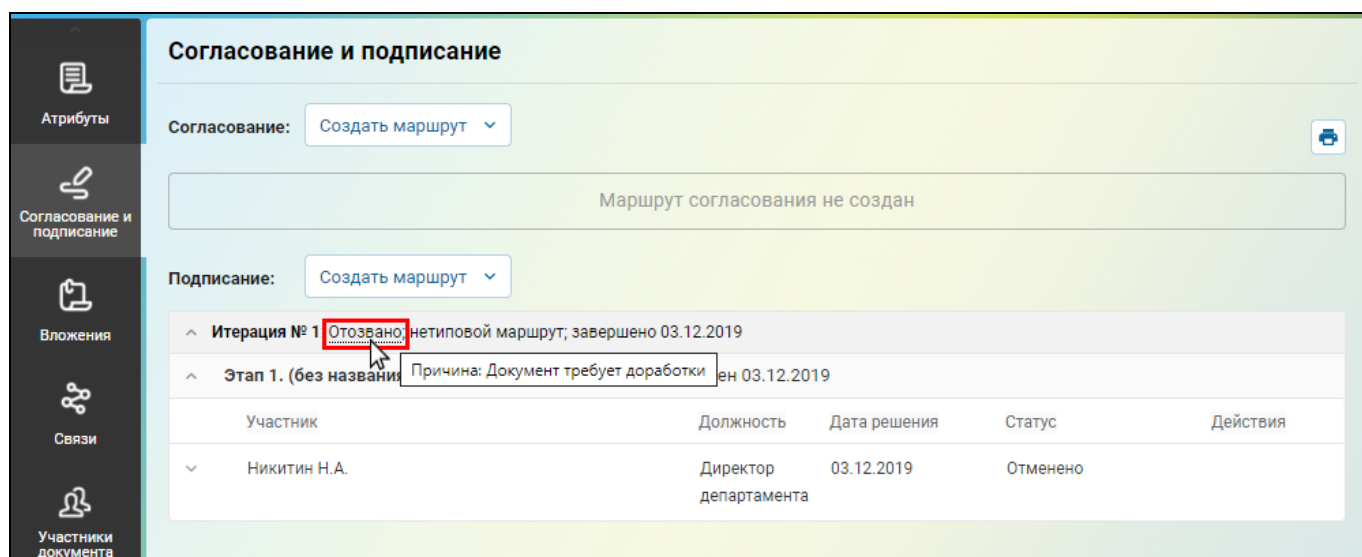 Согласование и подписание
Атрибуты
Согласование: Создать маршрут
Согласование и
подписание
Маршрут согласования не создан
Подписание: Создать маршрут
Вложения
Итерация № 1 Отозвано; нетиповой маршрут; завершено 03.12.2019
Этап 1. (без названия
Причина: Документ требует доработки
ен 03.12.2019
Связи
Участник Должность Дата решения Статус Действия
Никитин Н.А. Директор 03.12.2019 Отменено
департамента
Участники
документа